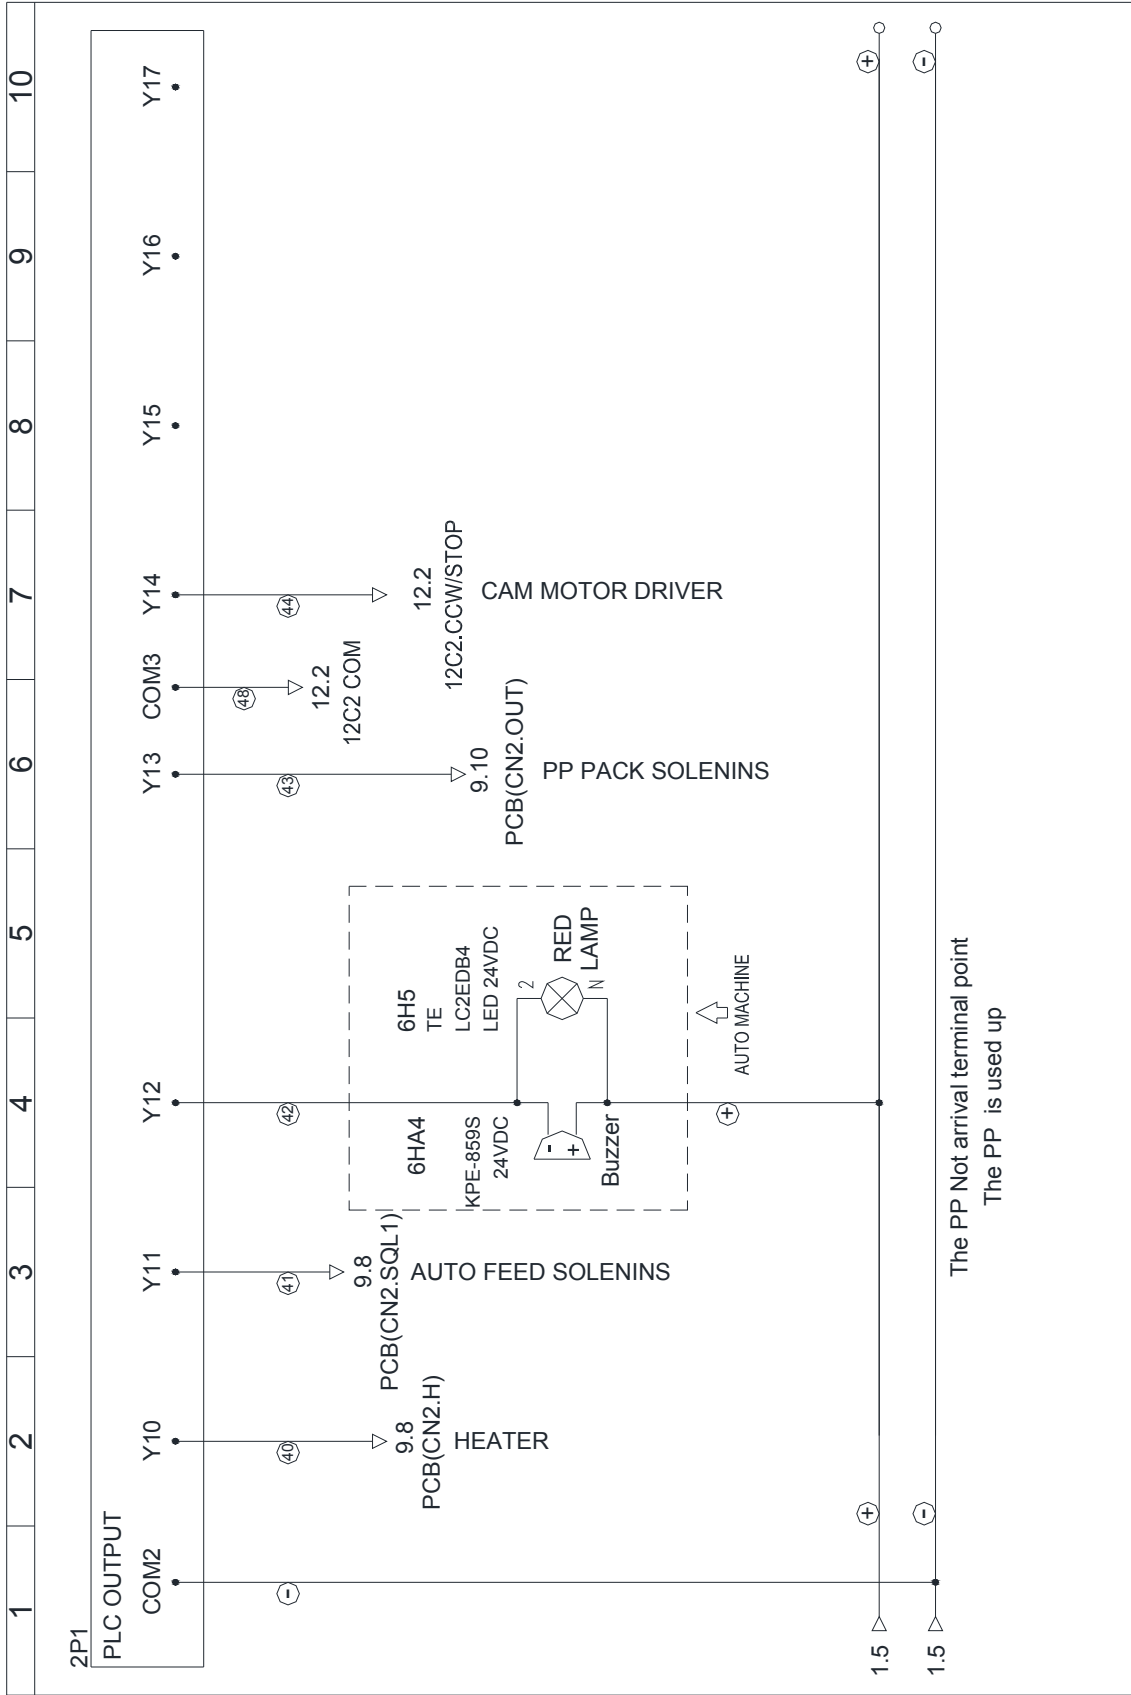 1
2
3
4
5
6
7
8
9
10
2P1
PLC OUTPUT
COM2
Y10
Y11
Y12
Y13
COM3
Y14
Y15
Y16
Y17
-
40
41
42
43
48
44
9.8
PCB(CN2.H)
HEATER
9.8
PCB(CN2.SQL1)
AUTO FEED SOLENINS
6HA4
KPE-859S
24VDC
- +
Buzzer
6H5
TE
LC2EDB4
LED 24VDC
2
N
RED
LAMP
AUTO MACHINE
+
9.10
PCB(CN2.OUT)
PP PACK SOLENINS
12.2
12C2 COM
12.2
12C2.CCW/STOP
CAM MOTOR DRIVER
1.5
+
+
1.5
-
-
The PP Not arrival terminal point
The PP is used up